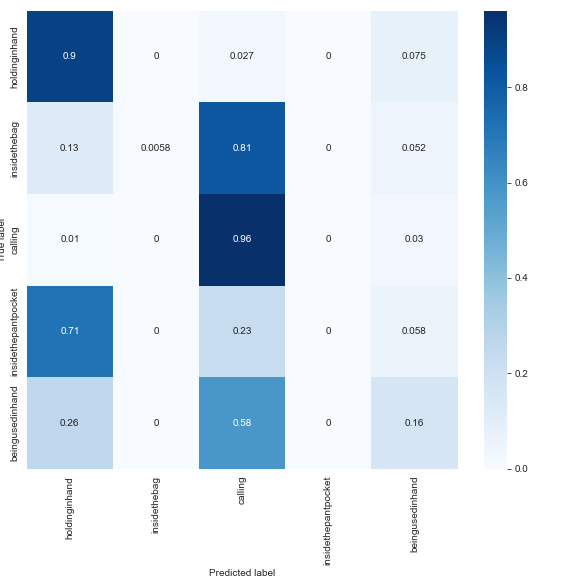 holdinginhand 0.9 0 0.027 0 0.075
insidethebag 0.13 0.0058 0.81 0 0.052
calling 0.01 0 0.96 0 0.03
insidethepantpocket 0.71 0 0.23 0 0.058
beingusedinhand 0.26 0 0.58 0 0.16
True label
holdinginhand insidethebag calling insidethepantpocket beingusedinhand
Predicted label
0.8
0.6
0.4
0.2
0.0